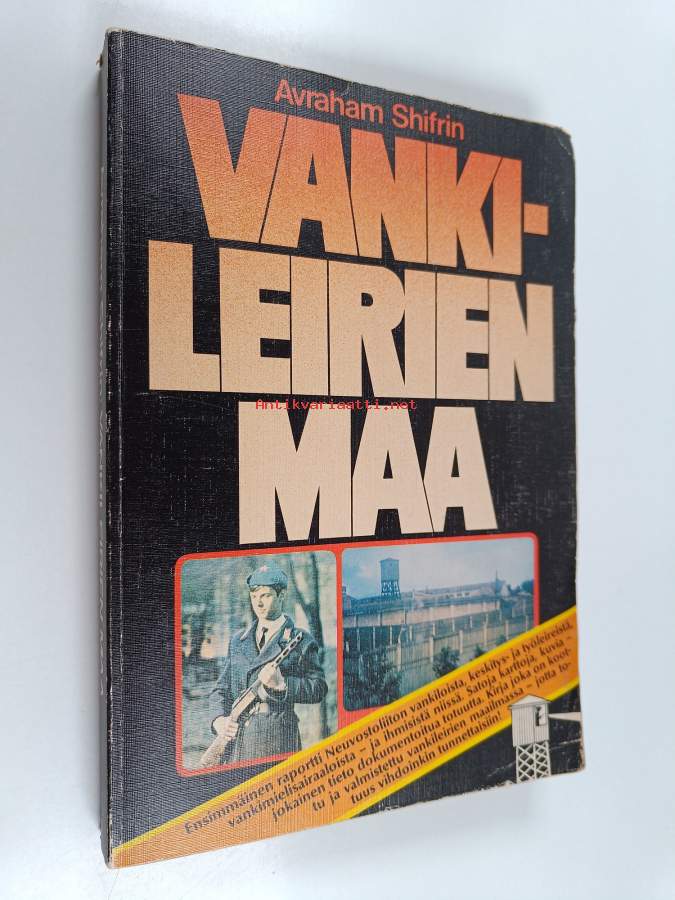 Avraham Shifrin
VANKI-
LEIRIEN
Antikvariaatti.net
MAA
Ensimmäinen raportti Neuvostoliiton vankiloista, keskitys- ja työleireistä,
vankimielisairaaloista – ja ihmisistä niissä. Satoja karttoja, kuvia –
jokainen tieto dokumentoitua totuutta. Kirja joka on koot-
tu ja valmistettu vankileirien maailmassa – jotta to-
tuus vihdoinkin tunnettaisiin!